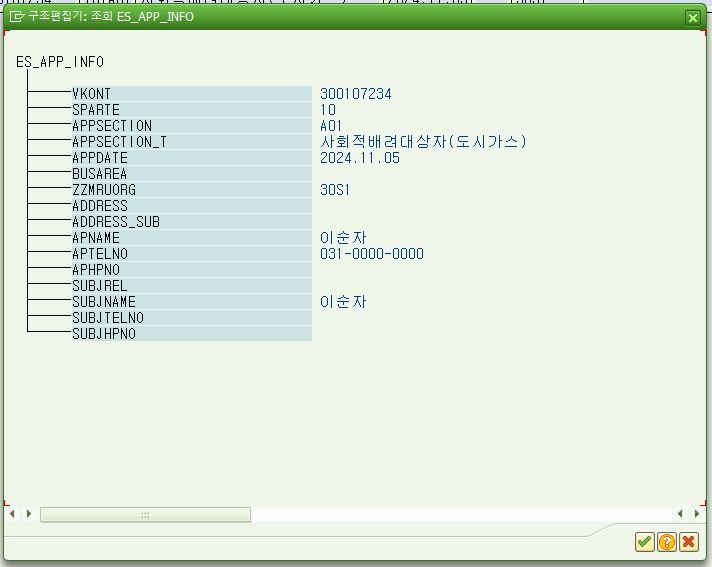 구조편집기: 조회 ES_APP_INFO
ES_APP_INFO
VKONT 300107234
SPARTE 10
APPSECTION A01
APPSECTION_T 사회적배려대상자(도시가스)
APPDATE 2024.11.05
BUSAREA
ZZMRUORG 30S1
ADDRESS
ADDRESS_SUB
APNAME 이순자
APTELNO 031-0000-0000
APHPNO
SUBJREL
SUBJNAME 이순자
SUBJTELNO
SUBJHPNO